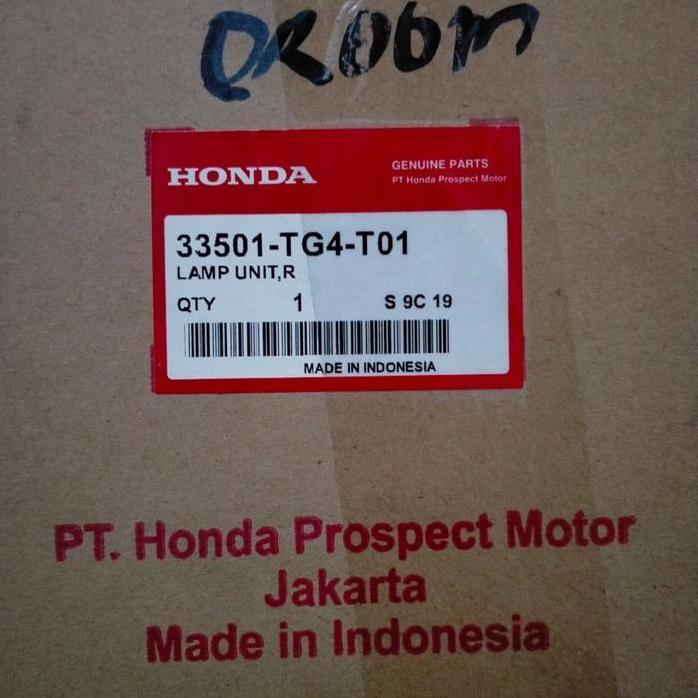 HONDA
GENUINE PARTS
PT Honda Prospect Motor
33501-TG4-T01
LAMP UNIT,R
QTY 1 S 9C 19
MADE IN INDONESIA
PT. Honda Prospect Motor
Jakarta
Made in Indonesia